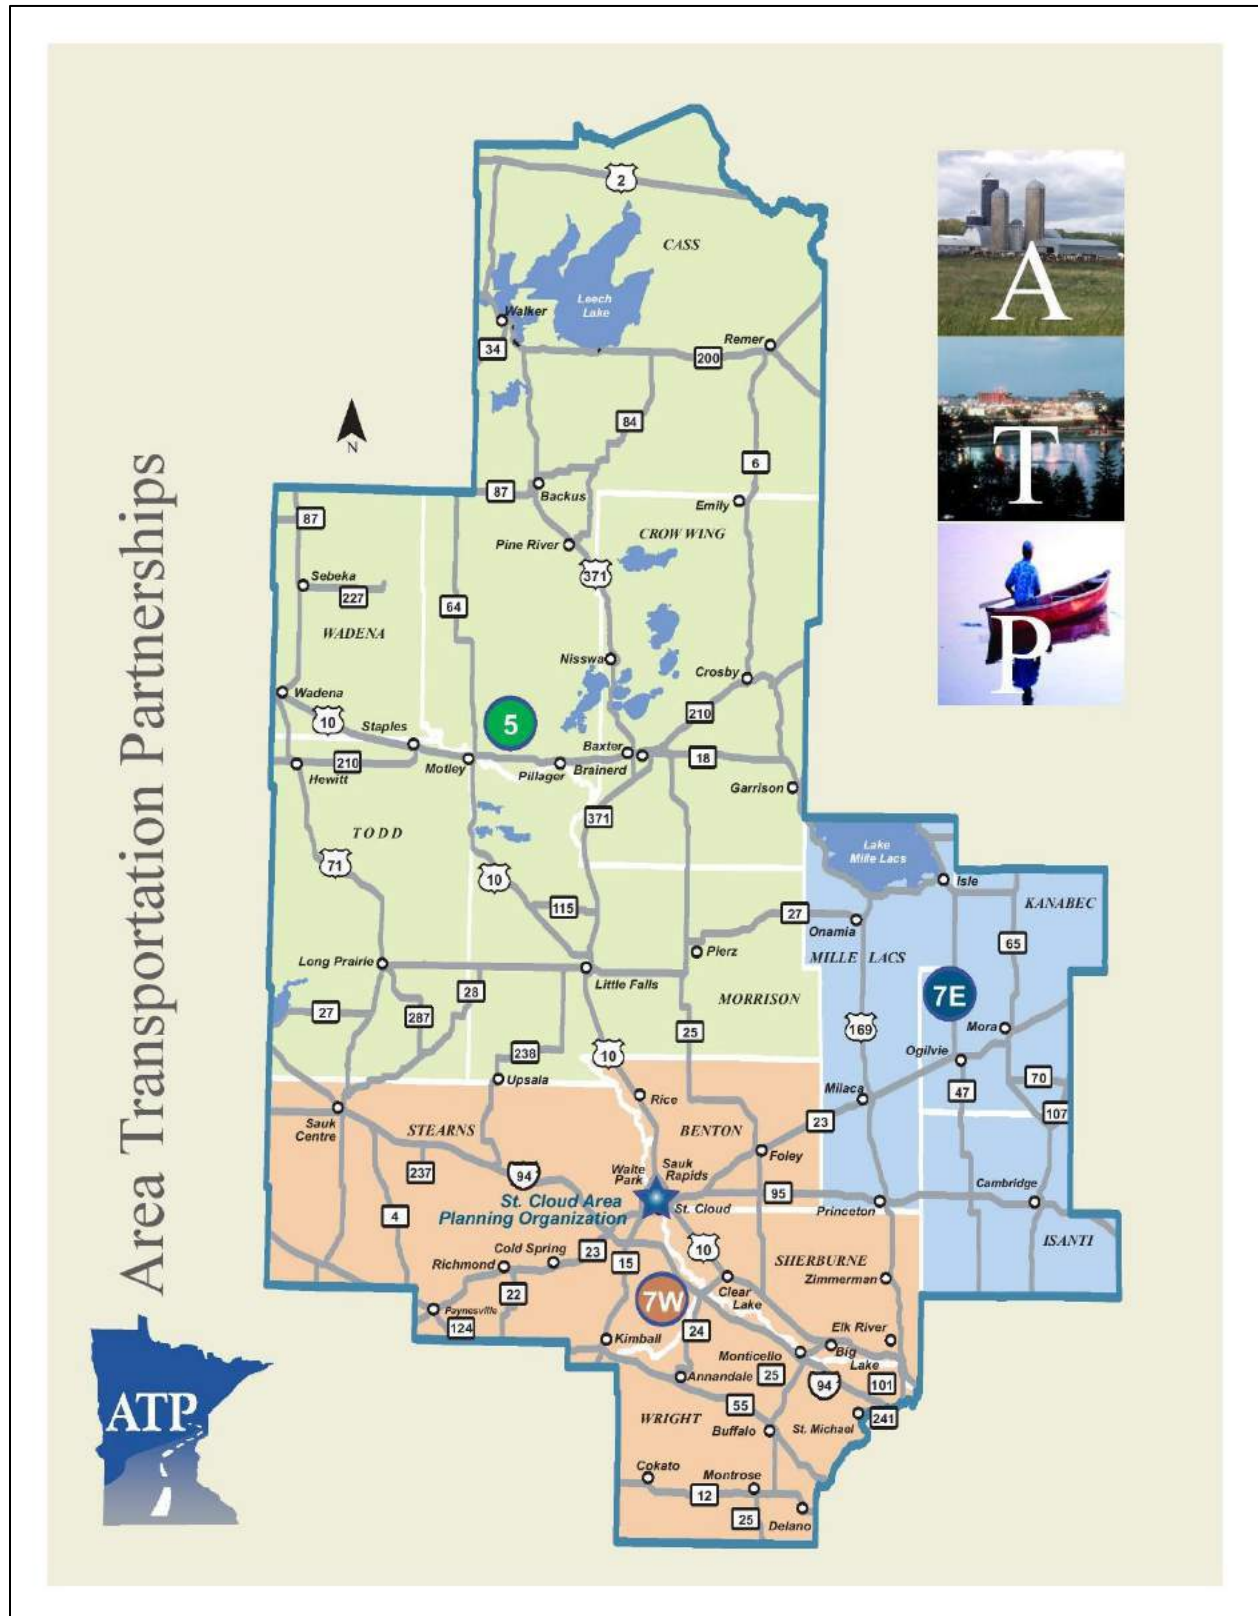 Area Transportation Partnerships
A
T
P
N
2
CASS
Leech
Lake
Walker
34
Remer
200
84
6
87
Backus
Emily
87
Pine River
CROW WING
371
Sebeka
227
64
WADENA
Nisswa
Crosby
Wadena
10
Staples
5
210
Baxter
Brainerd
18
210
Hewitt
Motley
Pillager
Garrison
371
TODD
71
10
Lake
Mille Lacs
Isle
KANABEC
115
27
Onamia
65
Pierz
MILLE LACS
Long Prairie
Little Falls
28
MORRISON
7E
27
287
25
169
Mora
238
10
Ogilvie
Upsala
70
47
Rice
Milaca
107
Sauk
Centre
STEARNS
BENTON
23
237
94
Waite
Park
Sauk
Rapids
Foley
St. Cloud Area
Planning Organization
St. Cloud
95
Princeton
Cambridge
4
ISANTI
Cold Spring
23
15
10
SHERBURNE
Richmond
Zimmerman
22
7W
Clear
Lake
Paynesville
124
24
Elk River
Kimball
Monticello
Big
Lake
Annandale
25
94
101
WRIGHT
55
St. Michael
241
Buffalo
Cokato
Montrose
12
25
Delano
ATP